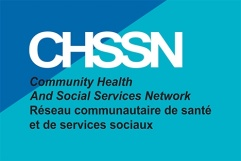 CHSSN
Community Health
And Social Services Network
Réseau communautaire de santé
et de services sociaux